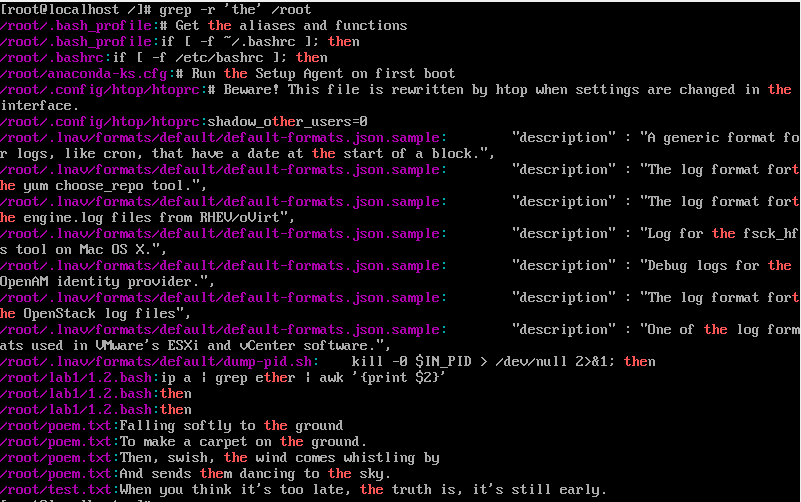 [root@localhost /]# grep -r 'the' /root
/root/.bash_profile:# Get the aliases and functions
/root/.bash_profile:if [ -f ~/.bashrc ]; then
/root/.bashrc:if [ -f /etc/bashrc ]; then
/root/anaconda-ks.cfg:# Run the Setup Agent on first boot
/root/.config/htop/htoprc:# Beware! This file is rewritten by htop when settings are changed in the
interface.
/root/.config/htop/htoprc:shadow_other_users=0
/root/.lnav/formats/default/default-formats.json.sample:        "description" : "A generic format fo
r logs, like cron, that have a date at the start of a block.",
/root/.lnav/formats/default/default-formats.json.sample:        "description" : "The log format fort
he yum choose_repo tool.",
/root/.lnav/formats/default/default-formats.json.sample:        "description" : "The log format fort
he engine.log files from RHEV/oVirt",
/root/.lnav/formats/default/default-formats.json.sample:        "description" : "Log for the fsck_hf
s tool on Mac OS X.",
/root/.lnav/formats/default/default-formats.json.sample:        "description" : "Debug logs for the
OpenAM identity provider.",
/root/.lnav/formats/default/default-formats.json.sample:        "description" : "The log format fort
he OpenStack log files",
/root/.lnav/formats/default/default-formats.json.sample:        "description" : "One of the log form
ats used in VMware's ESXi and vCenter software.",
/root/.lnav/formats/default/dump-pid.sh:    kill -0 $IN_PID > /dev/null 2>&1; then
/root/lab1/1.2.bash:ip a | grep ether | awk '{print $2}'
/root/lab1/1.2.bash:then
/root/lab1/1.2.bash:then
/root/poem.txt:Falling softly to the ground
/root/poem.txt:To make a carpet on the ground.
/root/poem.txt:Then, swish, the wind comes whistling by
/root/poem.txt:And sends them dancing to the sky.
/root/test.txt:When you think it's too late, the truth is, it's still early.